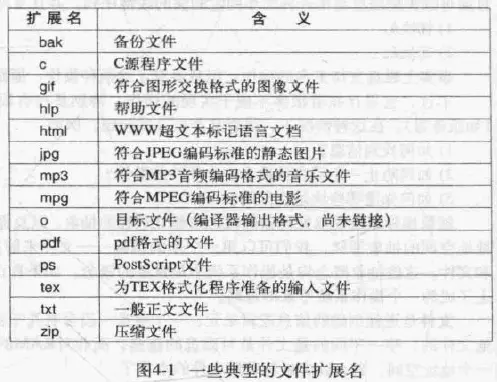 扩展名 含义
bak 备份文件
c C源程序文件
gif 符合图形交换格式的图像文件
hlp 帮助文件
html WWW超文本标记语言文档
jpg 符合JPEG编码标准的静态图片
mp3 符合MP3音频编码格式的音乐文件
mpg 符合MPEG编码标准的电影
o 目标文件（编译器输出格式，尚未链接）
pdf pdf格式的文件
ps PostScript文件
tex 为TEX格式化程序准备的输入文件
txt 一般正文文件
zip 压缩文件
图4-1 一些典型的文件扩展名